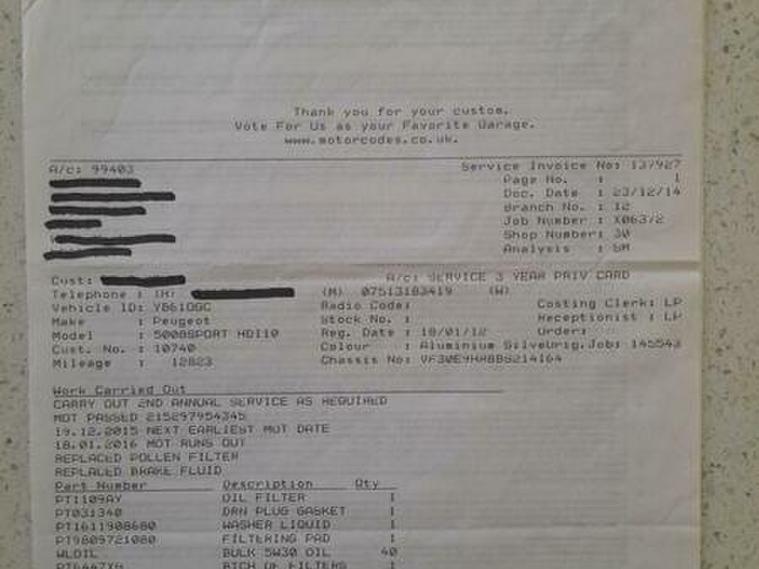 Thank you for your custom.
Vote For Us as your Favorite Garage.
www.motorcodes.co.uk.
A/c: 99403 Service Invoice No: 137927
Page No. : 1
Doc. Date : 23/12/14
Branch No. : 12
Job Number : X06372
Shop Number: 30
Analysis : SM
Cust: A/c: SERVICE 3 YEAR PRIV CARD
Telephone : (H) (M) 07513183419 (W)
Vehicle ID: YB61OGC Radio Code: Costing Clerk: LP
Make : Peugeot Stock No. : Receptionist : LP
Model : 5008SPORT HDI10 Reg. Date : 18/01/12 Order:
Cust. No. : 10740 Colour : Aluminium SilveOrig.Job: 145543
Mileage : 12823 Chassis No:
Work Carried Out
CARRY OUT 2ND ANNUAL SERVICE AS REQUIRED
MOT PASSED 215297954345
19.12.2015 NEXT EARLIEST MOT DATE
18.01.2016 MOT RUNS OUT
REPLACED POLLEN FILTER
REPLACED BRAKE FLUID
Part Number Description Qty
PT1109AY OIL FILTER 1
PT031340 DRN PLUG GASKET 1
PT1611908680 WASHER LIQUID 1
PT9809721080 FILTERING PAD 1
WLOIL BULK 5W30 OIL 40
OF FILTERS 1